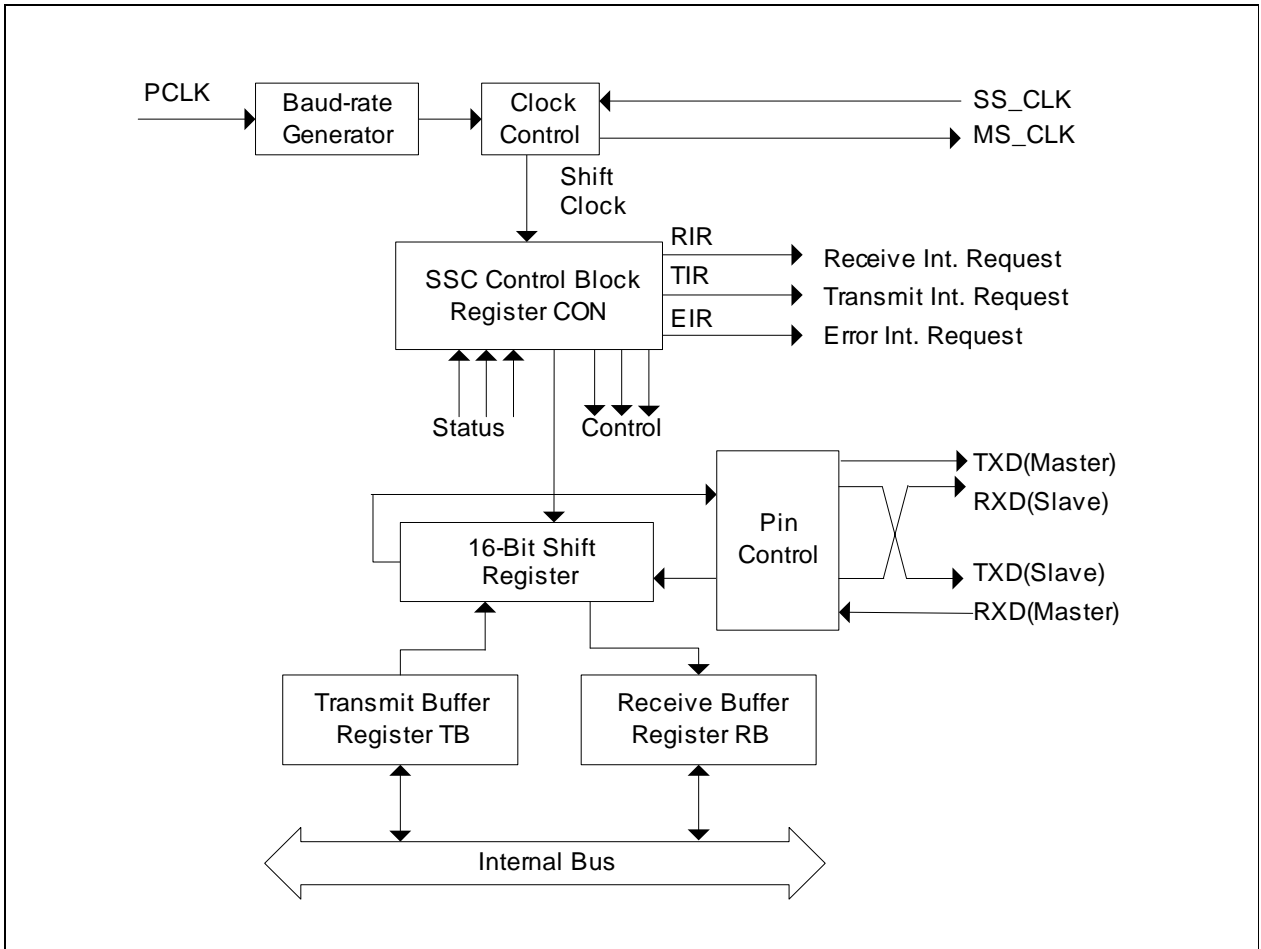 PCLK
Baud-rate
Generator
Clock
Control
SS_CLK
MS_CLK
Shift
Clock
SSC Control Block
Register CON
RIR
TIR
EIR
Receive Int. Request
Transmit Int. Request
Error Int. Request
Status
Control
16-Bit Shift
Register
Pin
Control
TXD(Master)
RXD(Slave)
TXD(Slave)
RXD(Master)
Transmit Buffer
Register TB
Receive Buffer
Register RB
Internal Bus